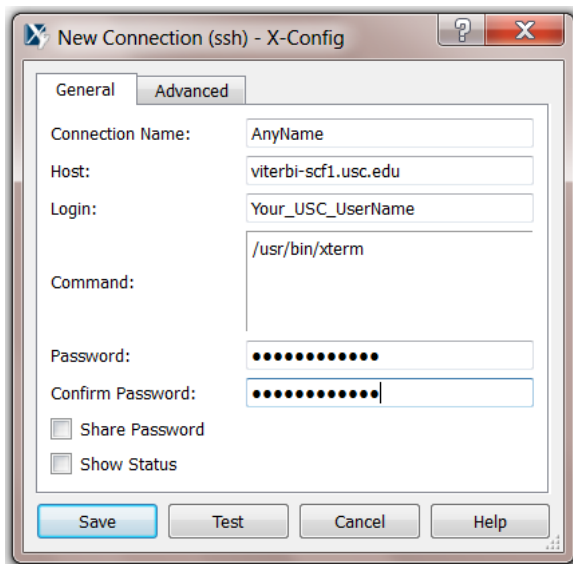 New Connection (ssh) - X-Config
General Advanced
Connection Name: AnyName
Host: viterbi-scf1.usc.edu
Login: Your_USC_UserName
/usr/bin/xterm
Command:
Password: ●●●●●●●●●●●●
Confirm Password: ●●●●●●●●●●●●
Share Password
Show Status
Save Test Cancel Help